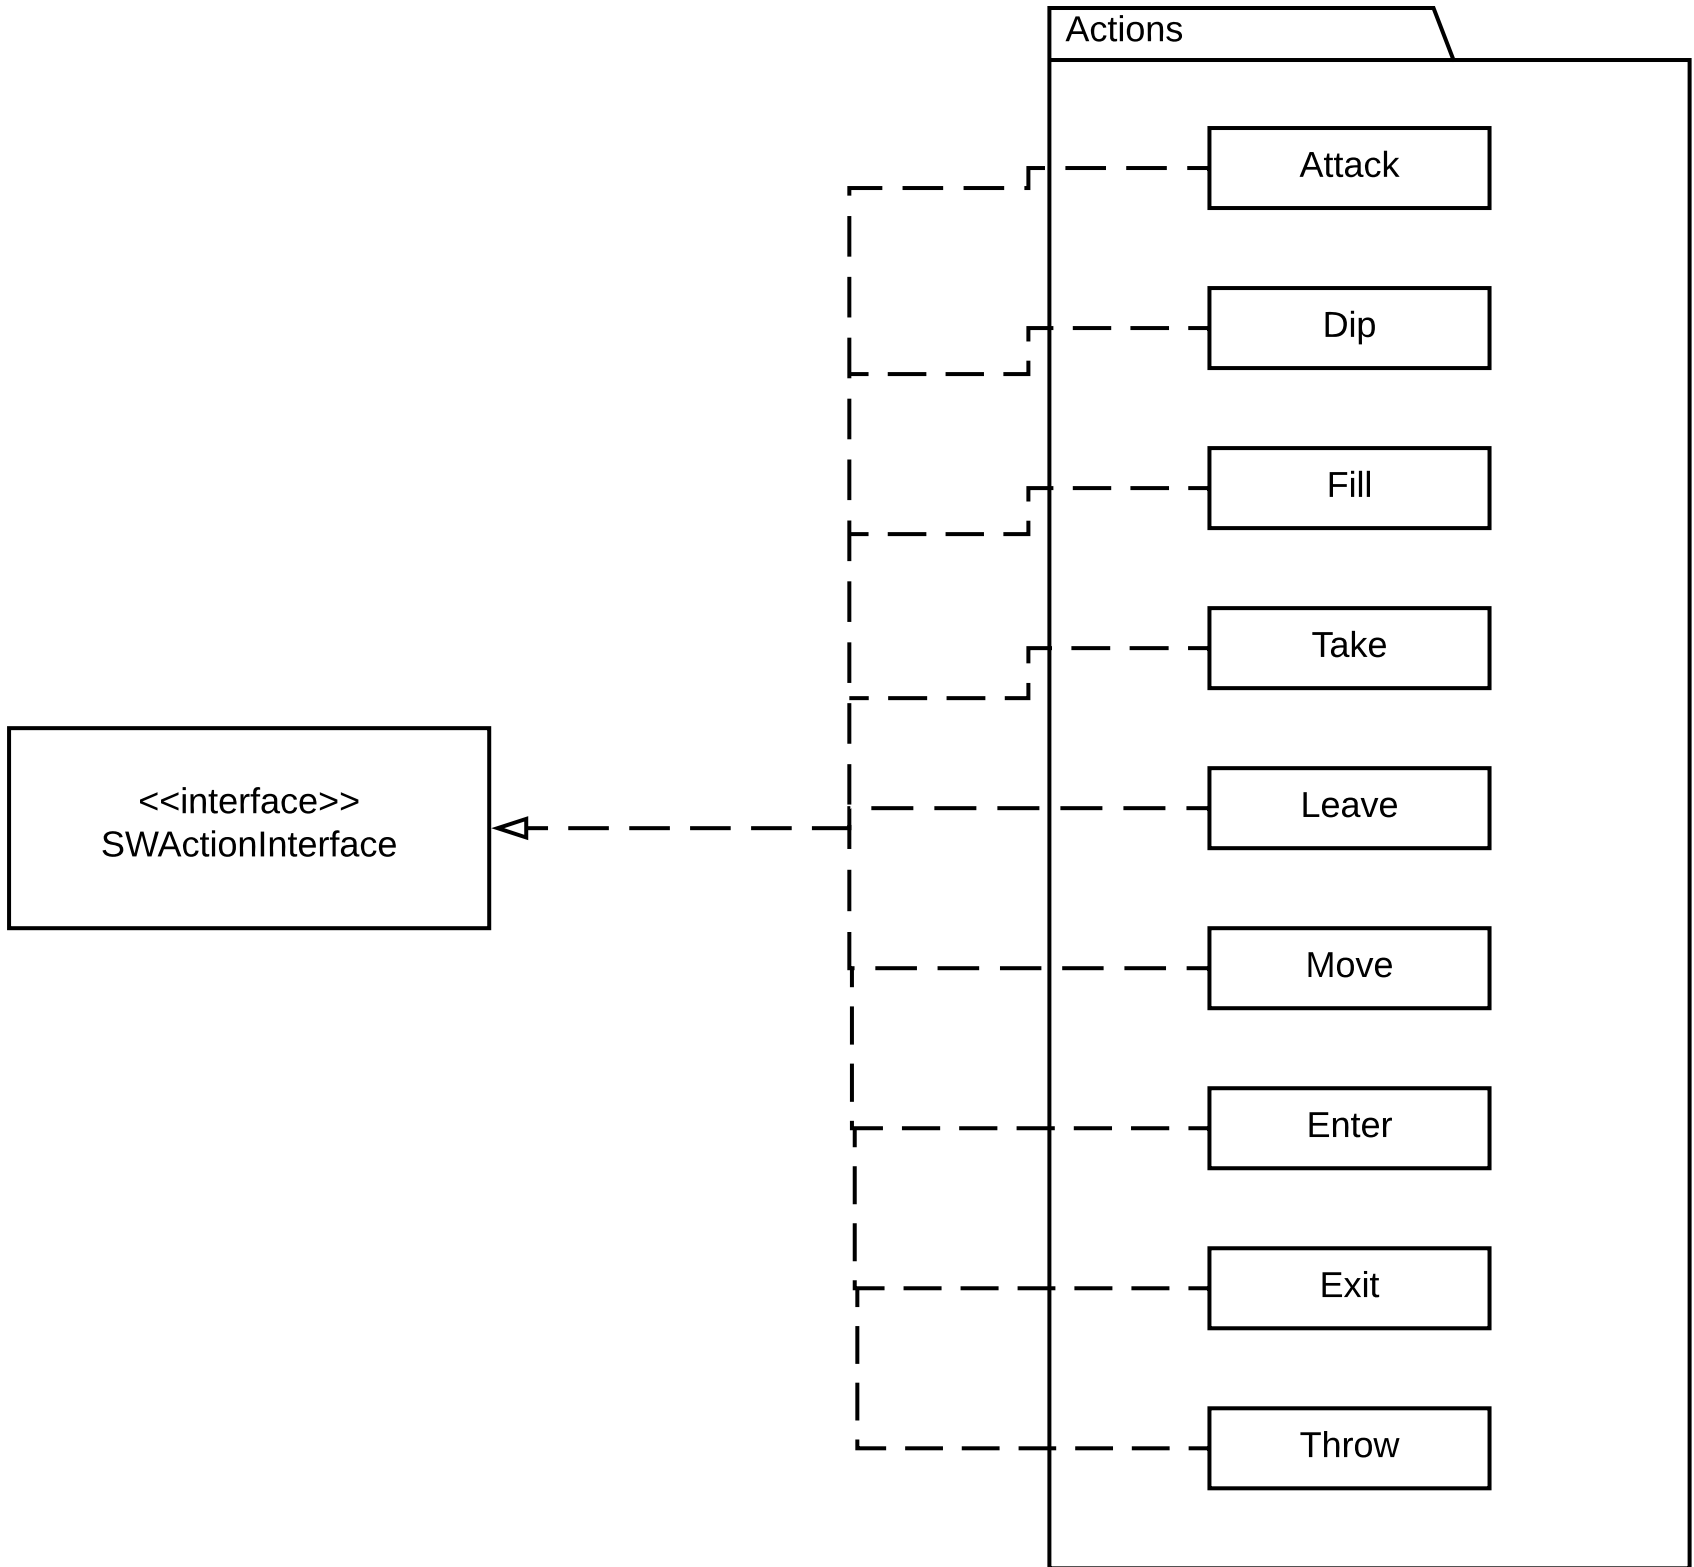 Actions
Attack
Dip
Fill
Take
<<interface>>
SWActionInterface
Leave
Move
Enter
Exit
Throw